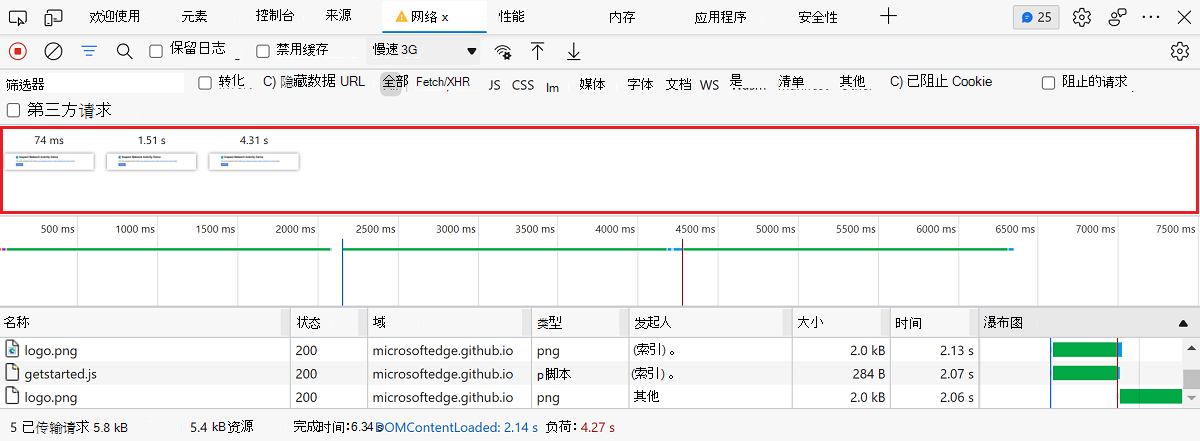 欢迎使用 元素 控制台 来源 网络 x 性能 内存 应用程序 安全性 25
保留日志 禁用缓存 慢速 3G
筛选器 转化 C) 隐藏数据 URL 全部 Fetch/XHR JS CSS Im 媒体 字体 文档 WS 是 清单 其他 C) 已阻止 Cookie 阻止的请求
第三方请求
74 ms 1.51 s 4.31 s
500 ms 1000 ms 1500 ms 2000 ms 2500 ms 3000 ms 3500 ms 4000 ms 4500 ms 5000 ms 5500 ms 6000 ms 6500 ms 7000 ms 7500 ms
名称 状态 域 类型 发起人 大小 时间 瀑布图
logo.png 200 microsoftedge.github.io png (索引) 。 2.0 kB 2.13 s
getstarted.js 200 microsoftedge.github.io p脚本 (索引) 。 284 B 2.07 s
logo.png 200 microsoftedge.github.io png 其他 2.0 kB 2.06 s
5 已传输请求 5.8 kB 5.4 kB资源 完成时间:6.34 s DOMContentLoaded: 2.14 s 负荷: 4.27 s